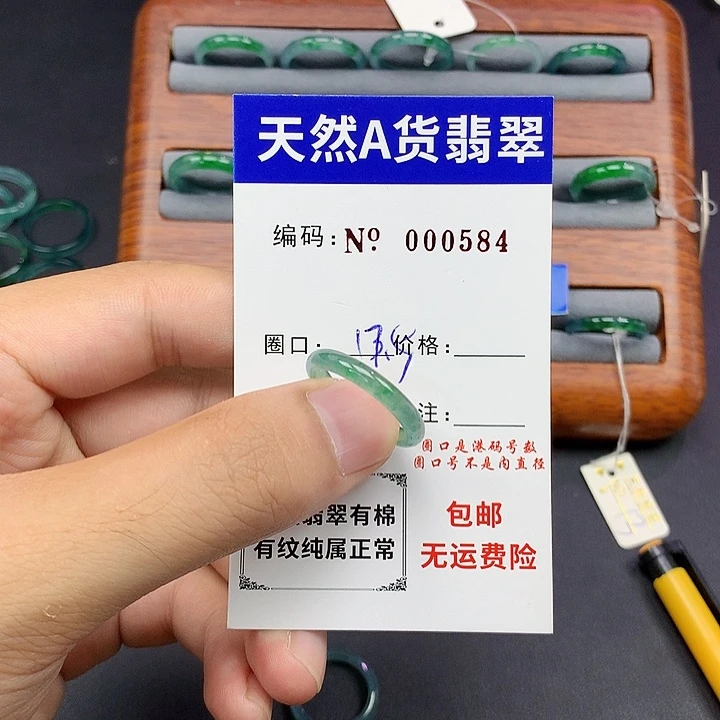 天然A货翡翠
编码:Nº 000584
圈口: 价格:
注:
圈口是港码号数
圈口号不是内直径
翡翠有棉
有纹纯属正常
包邮
无运费险